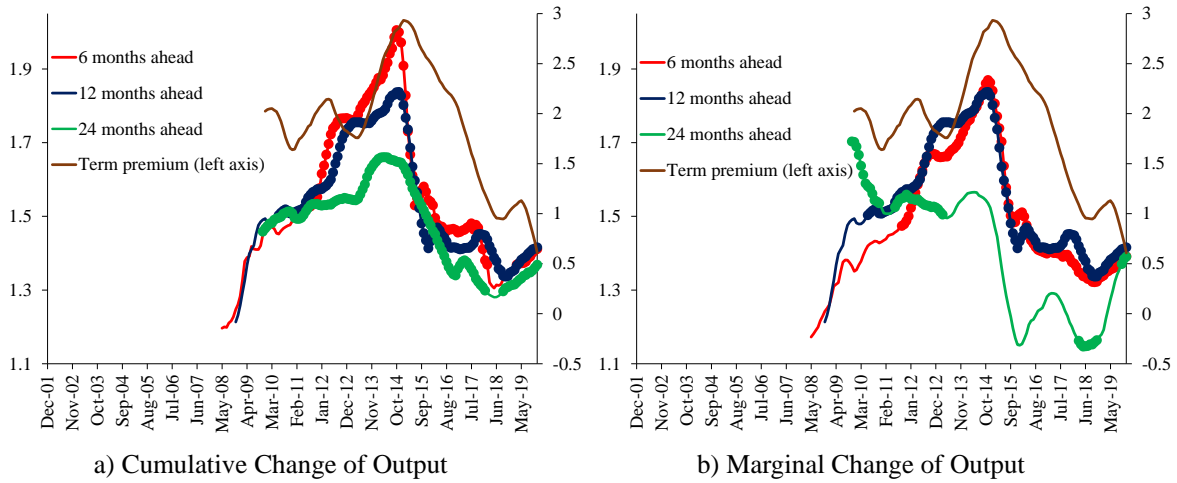 6 months ahead
12 months ahead
24 months ahead
Term premium (left axis)
1.9
1.7
1.5
1.3
1.1
3
2.5
2
1.5
1
0.5
0
-0.5
Dec-01
Nov-02
Oct-03
Sep-04
Aug-05
Jul-06
Jun-07
May-08
Apr-09
Mar-10
Feb-11
Jan-12
Dec-12
Nov-13
Oct-14
Sep-15
Aug-16
Jul-17
Jun-18
May-19
a) Cumulative Change of Output
6 months ahead
12 months ahead
24 months ahead
Term premium (left axis)
1.9
1.7
1.5
1.3
1.1
3
2.5
2
1.5
1
0.5
0
-0.5
Dec-01
Nov-02
Oct-03
Sep-04
Aug-05
Jul-06
Jun-07
May-08
Apr-09
Mar-10
Feb-11
Jan-12
Dec-12
Nov-13
Oct-14
Sep-15
Aug-16
Jul-17
Jun-18
May-19
b) Marginal Change of Output